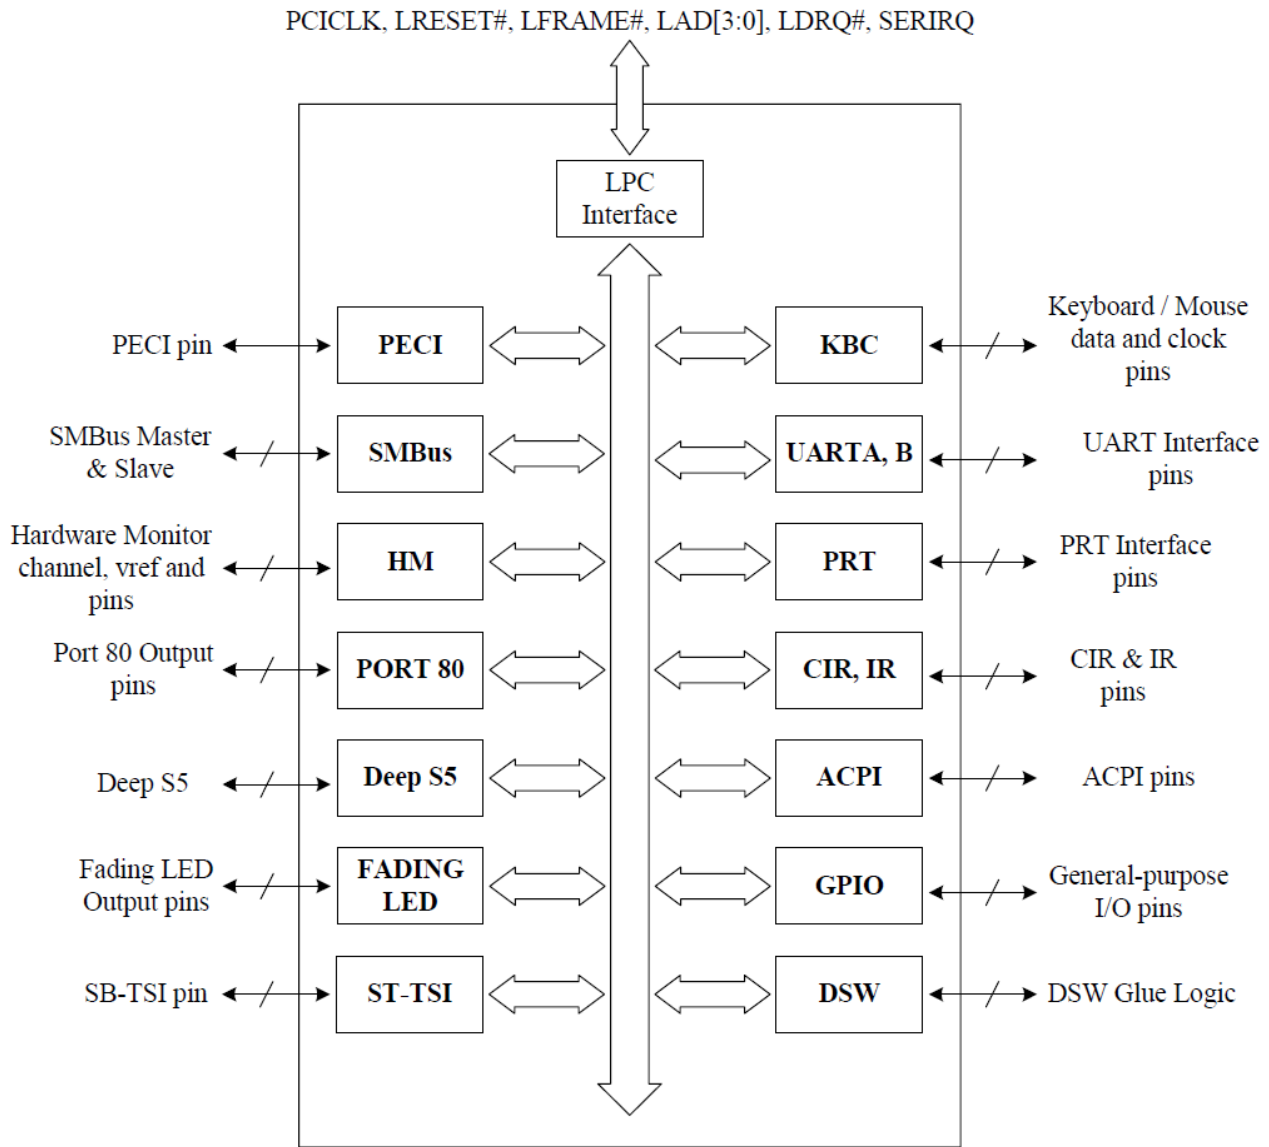 PCICLK, LRESET#, LFRAME#, LAD[3:0], LDRQ#, SERIRQ
LPC
Interface
PECI pin
PECI
KBC
Keyboard / Mouse
data and clock
pins
SMBus Master
& Slave
SMBus
UARTA, B
UART Interface
pins
Hardware Monitor
channel, vref and
pins
HM
PRT
PRT Interface
pins
Port 80 Output
pins
PORT 80
CIR, IR
CIR & IR
pins
Deep S5
Deep S5
ACPI
ACPI pins
Fading LED
Output pins
FADING
LED
GPIO
General-purpose
I/O pins
SB-TSI pin
ST-TSI
DSW
DSW Glue Logic